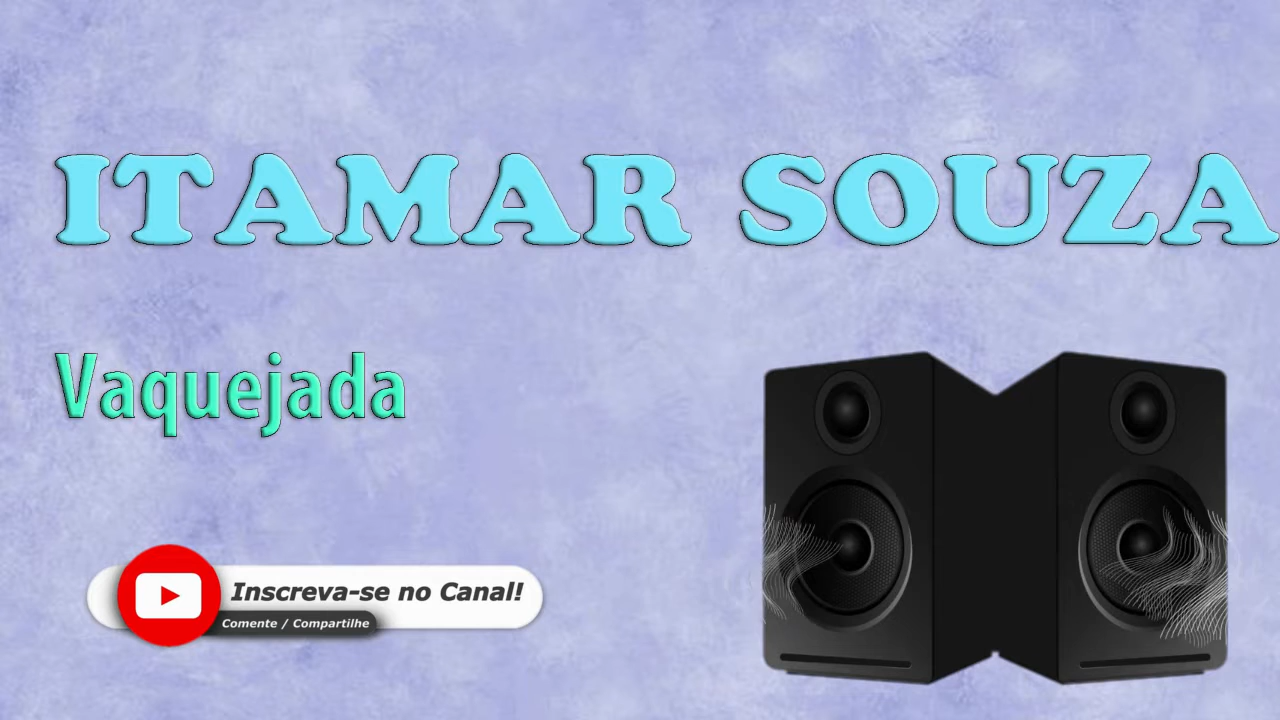 ITAMAR SOUZA
Vaquejada
Inscreva-se no Canal!
Comente / Compartilhe